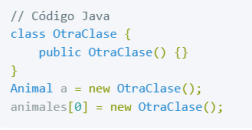 // Código Java
class OtraClase {
    public OtraClase() {}
}
Animal a = new OtraClase();
animales[0] = new OtraClase();